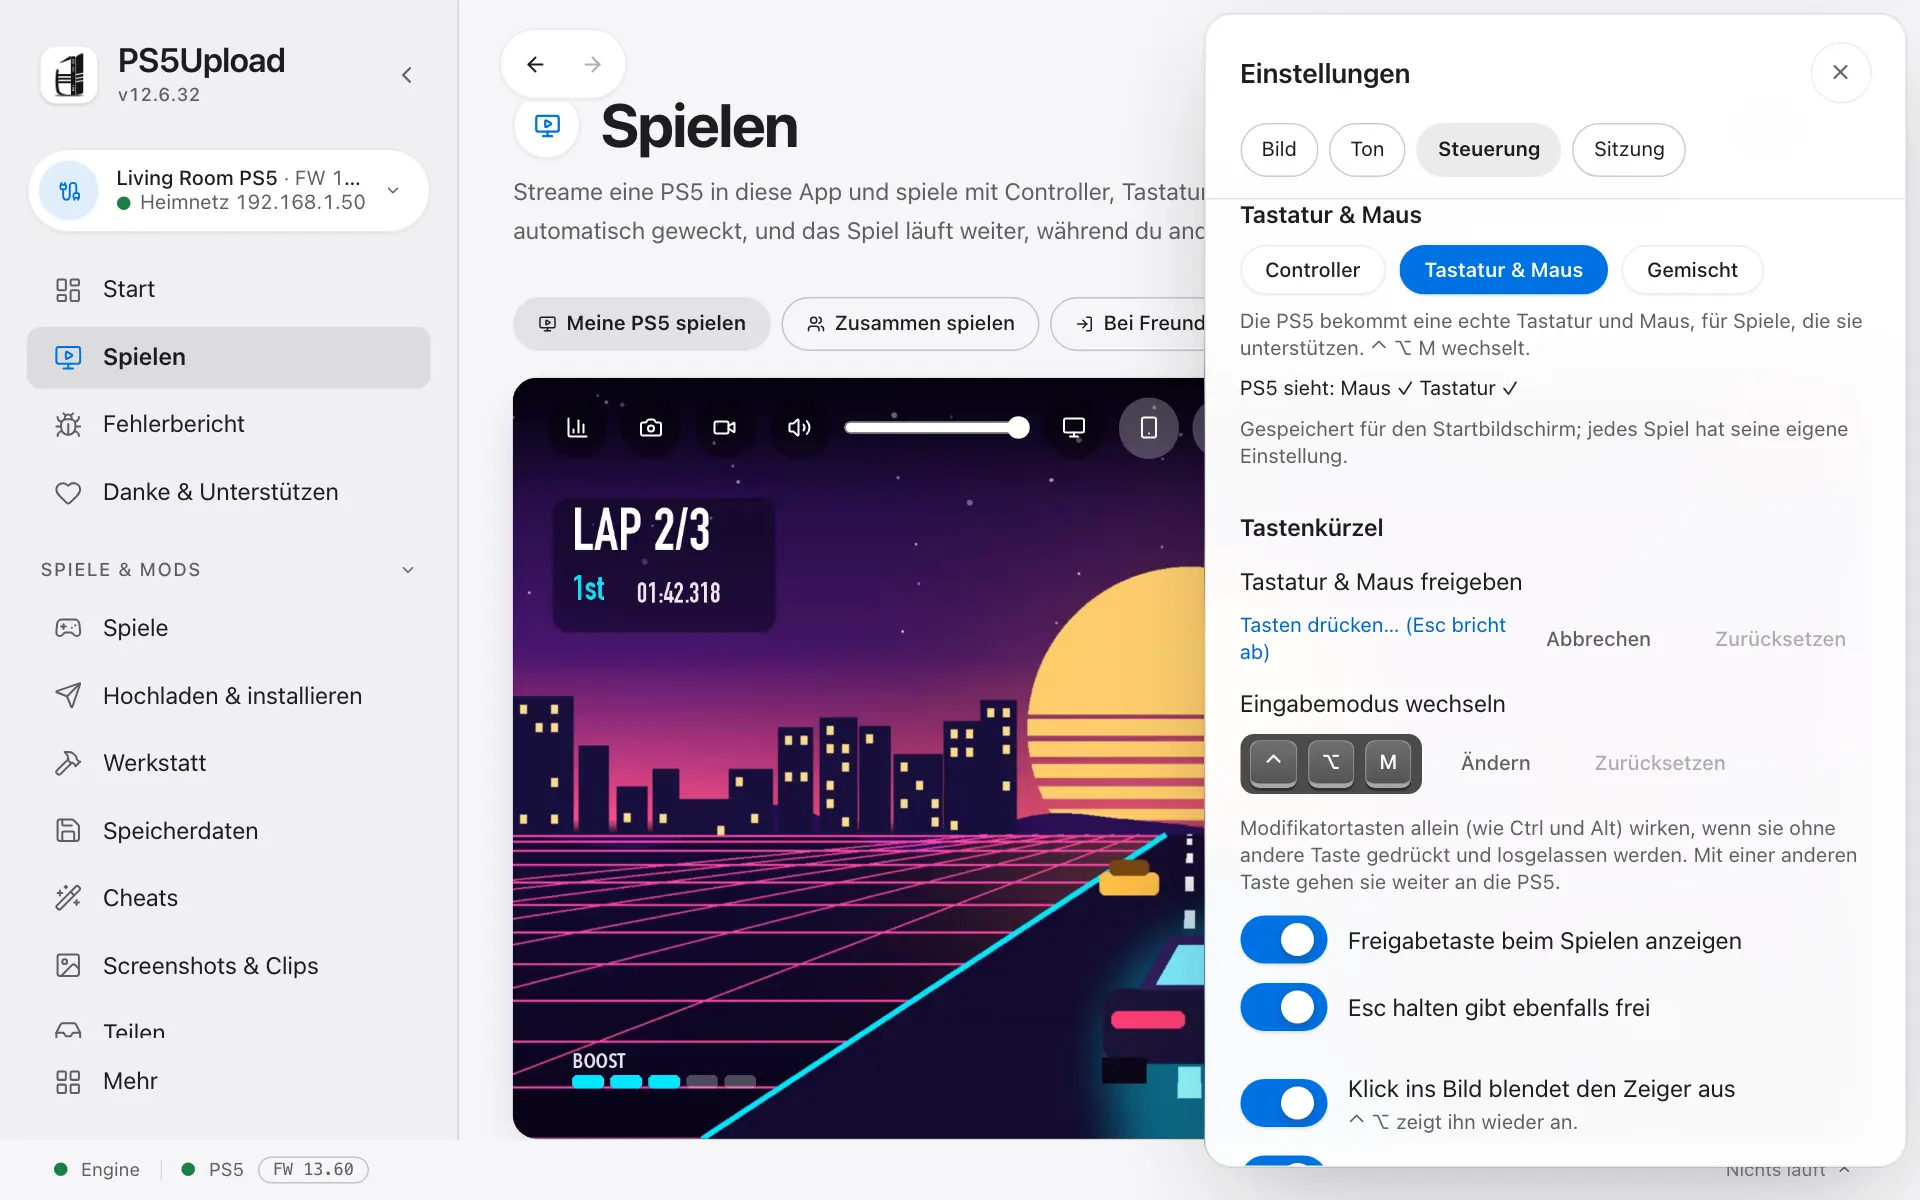 PS5Upload
v12.6.32
Living Room PS5 · FW 1...
Heimnetz 192.168.1.50
Start
Spielen
Fehlerbericht
Danke & Unterstützen
SPIELE & MODS
Spiele
Hochladen & installieren
Werkstatt
Speicherdaten
Cheats
Screenshots & Clips
Teilen
Mehr
Engine
PS5
FW 13.60
Spielen
Streame eine PS5 in diese App und spiele mit Controller, Tastatur
automatisch geweckt, und das Spiel läuft weiter, während du
Meine PS5 spielen
Zusammen spielen
Bei Freund
LAP 2/3
1st 01:42.318
BOOST
Einstellungen
Bild
Ton
Steuerung
Sitzung
Tastatur & Maus
Controller
Tastatur & Maus
Gemischt
Die PS5 bekommt eine echte Tastatur und Maus, für Spiele, die sie
unterstützen. ⌃ ⌥ M wechselt.
PS5 sieht: Maus ✓ Tastatur ✓
Gespeichert für den Startbildschirm; jedes Spiel hat seine eigene
Einstellung.
Tastenkürzel
Tastatur & Maus freigeben
Tasten drücken… (Esc bricht
ab)
Abbrechen
Zurücksetzen
Eingabemodus wechseln
⌃ ⌥ M
Ändern
Zurücksetzen
Modifikatortasten allein (wie Ctrl und Alt) wirken, wenn sie ohne
andere Taste gedrückt und losgelassen werden. Mit einer anderen
Taste gehen sie weiter an die PS5.
Freigabetaste beim Spielen anzeigen
Esc halten gibt ebenfalls frei
Klick ins Bild blendet den Zeiger aus
⌃ ⌥ zeigt ihn wieder an.
Nichts läuft